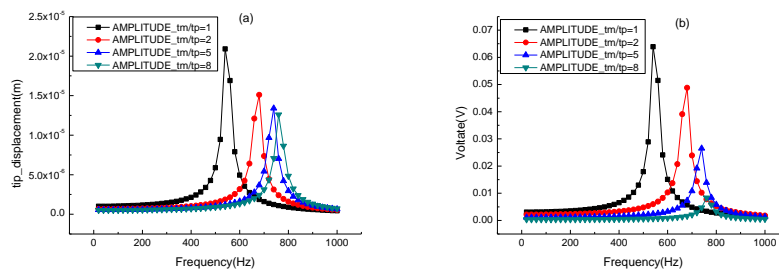 (a)
AMPLITUDE_tm/tp=1
AMPLITUDE_tm/tp=2
AMPLITUDE_tm/tp=5
AMPLITUDE_tm/tp=8
tip_displacement(m)
2.5x10⁻⁵
2.0x10⁻⁵
1.5x10⁻⁵
1.0x10⁻⁵
5.0x10⁻⁶
0.0
0 200 400 600 800 1000
Frequency(Hz)
(b)
AMPLITUDE_tm/tp=1
AMPLITUDE_tm/tp=2
AMPLITUDE_tm/tp=5
AMPLITUDE_tm/tp=8
Voltate(V)
0.07
0.06
0.05
0.04
0.03
0.02
0.01
0.00
0 200 400 600 800 1000
Frequency(Hz)